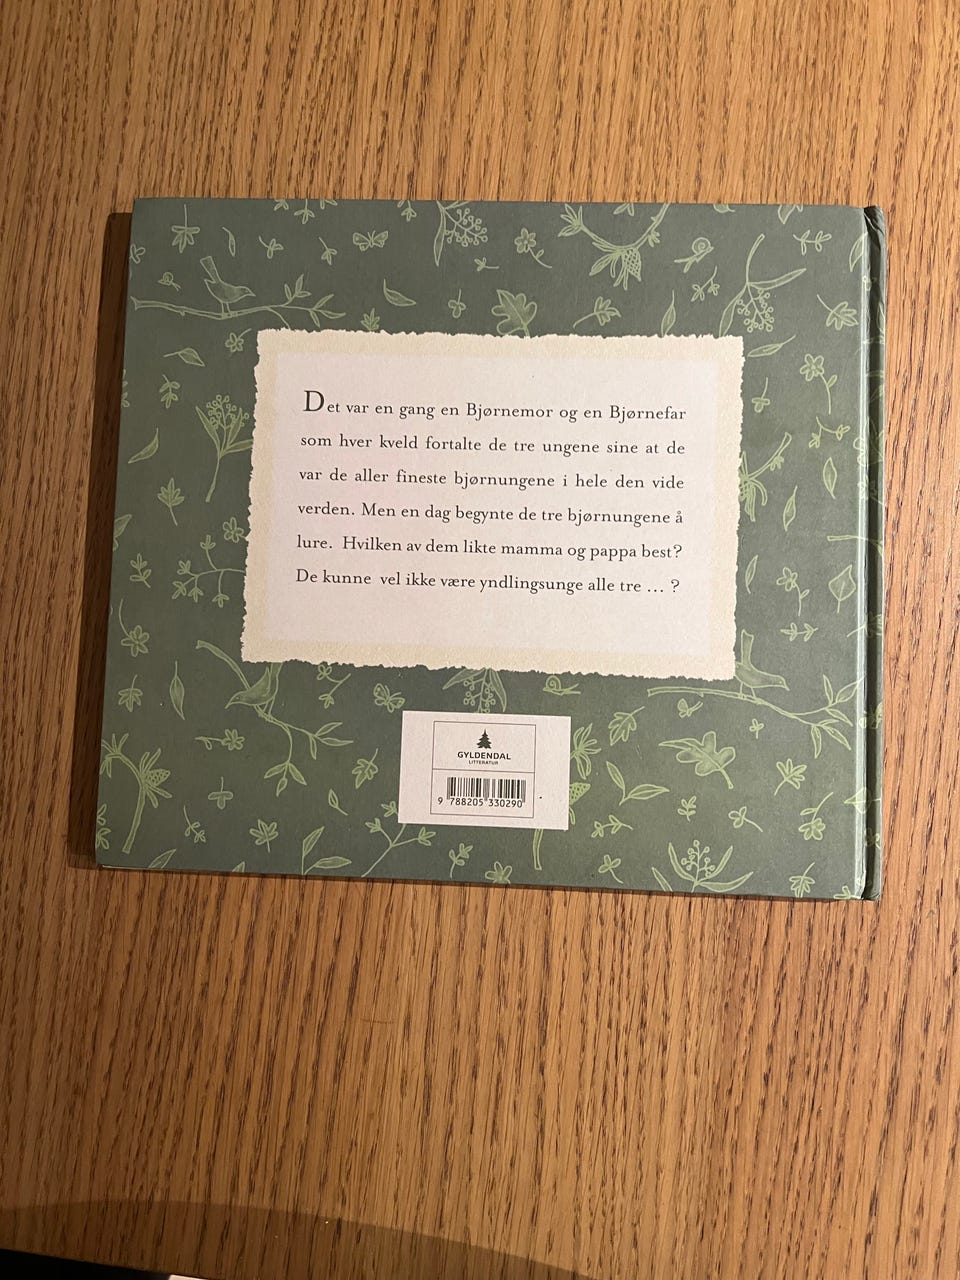 Det var en gang en Bjørnemor og en Bjørnefar
som hver kveld fortalte de tre ungene sine at de
var de aller fineste bjørnungene i hele den vide
verden. Men en dag begynte de tre bjørnungene å
lure. Hvilken av dem likte mamma og pappa best?
De kunne vel ikke være yndlingsunge alle tre ... ?
GYLDENDAL
LITTERATUR
9 788205 330290